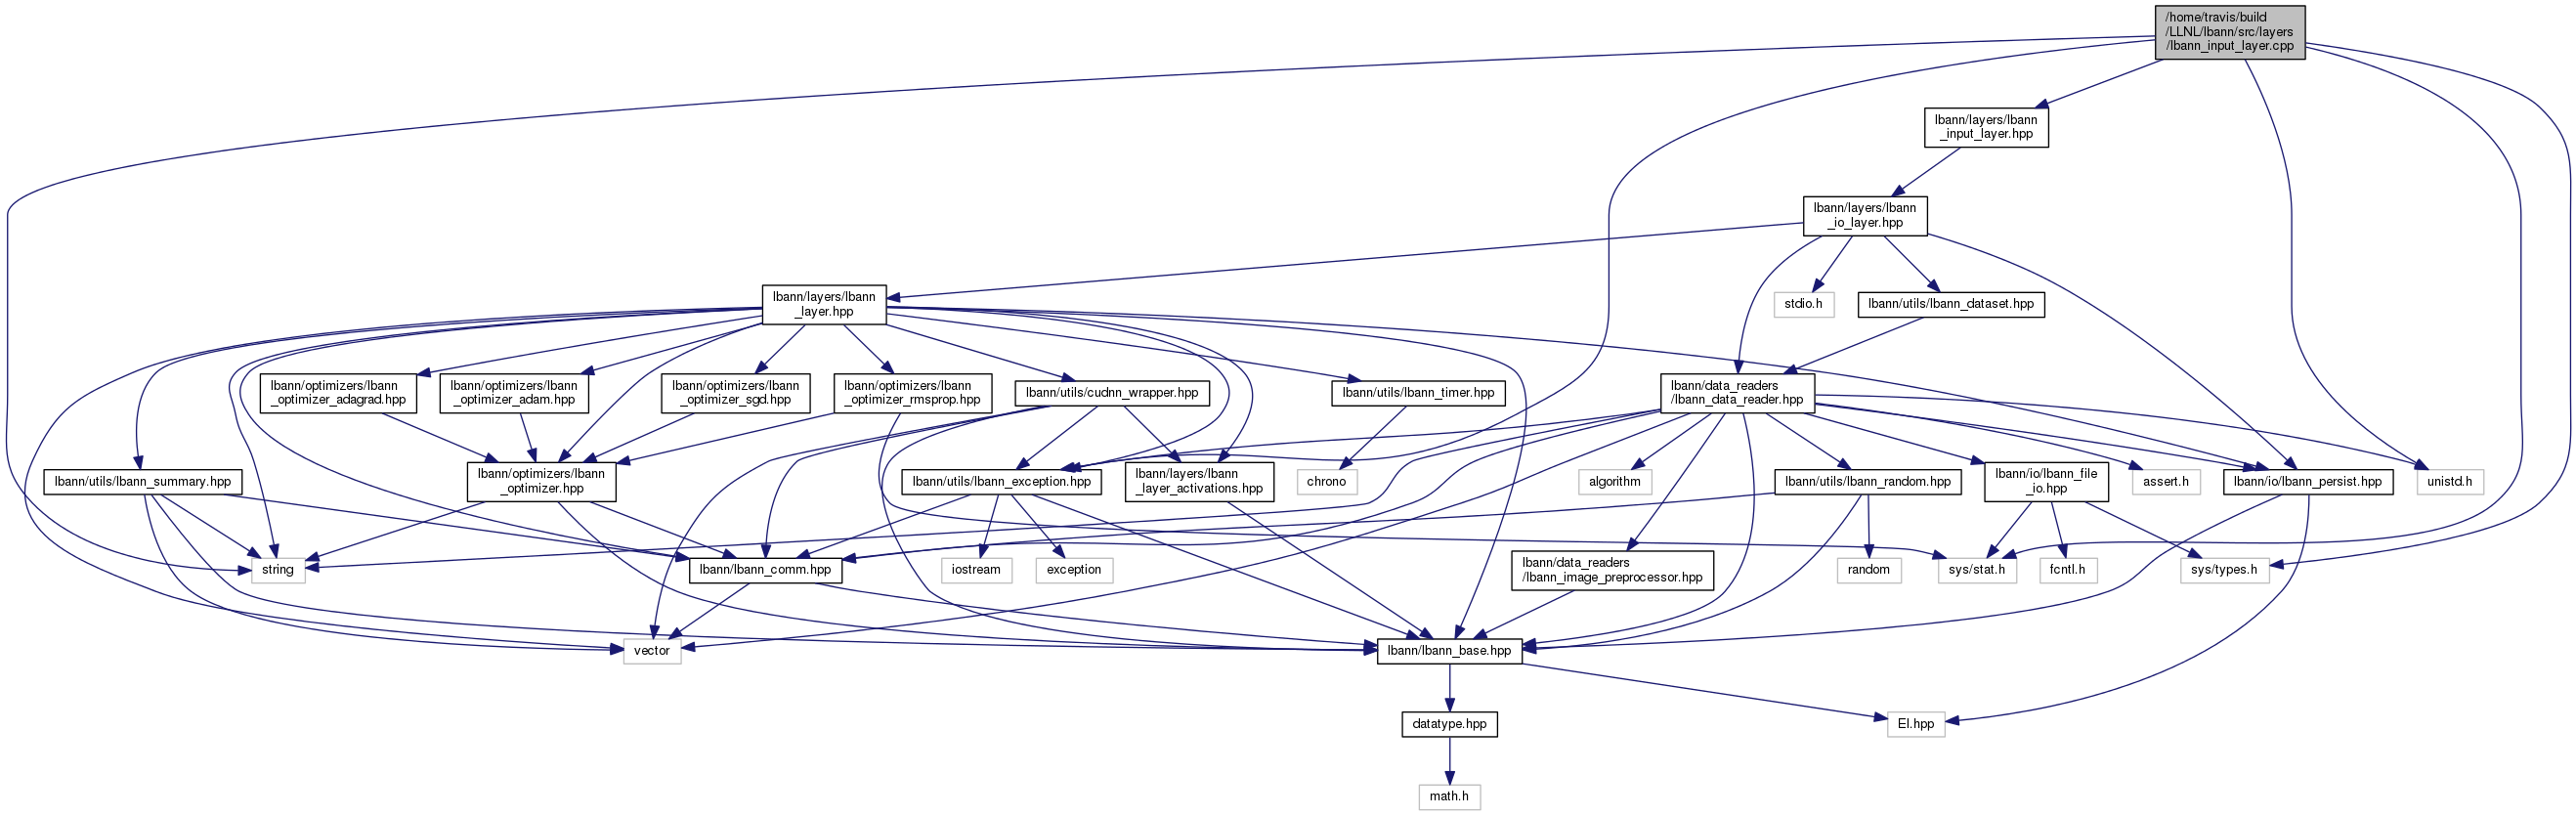 /home/travis/build
/LLNL/lbann/src/layers
/lbann_input_layer.cpp
lbann/layers/lbann
_input_layer.hpp
lbann/layers/lbann
_io_layer.hpp
lbann/layers/lbann
_layer.hpp
stdio.h
lbann/utils/lbann_dataset.hpp
lbann/optimizers/lbann
_optimizer_adagrad.hpp
lbann/optimizers/lbann
_optimizer_adam.hpp
lbann/optimizers/lbann
_optimizer_sgd.hpp
lbann/optimizers/lbann
_optimizer_rmsprop.hpp
lbann/utils/cudnn_wrapper.hpp
lbann/utils/lbann_timer.hpp
lbann/data_readers
/lbann_data_reader.hpp
lbann/utils/lbann_summary.hpp
lbann/optimizers/lbann
_optimizer.hpp
lbann/utils/lbann_exception.hpp
lbann/layers/lbann
_layer_activations.hpp
chrono
algorithm
lbann/utils/lbann_random.hpp
lbann/io/lbann_file
_io.hpp
assert.h
lbann/io/lbann_persist.hpp
unistd.h
string
lbann/lbann_comm.hpp
iostream
exception
lbann/data_readers
/lbann_image_preprocessor.hpp
random
sys/stat.h
fcntl.h
sys/types.h
vector
lbann/lbann_base.hpp
datatype.hpp
El.hpp
math.h